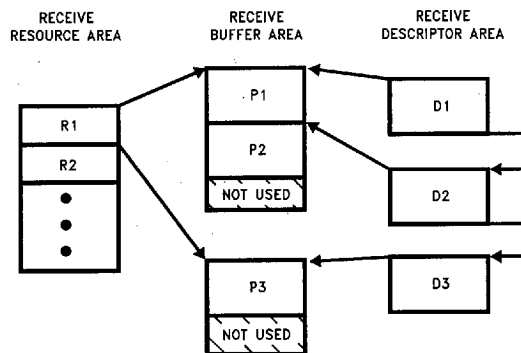 RECEIVE
RESOURCE AREA
RECEIVE
BUFFER AREA
RECEIVE
DESCRIPTOR AREA
R1
R2
P1
P2
NOT USED
P3
NOT USED
D1
D2
D3